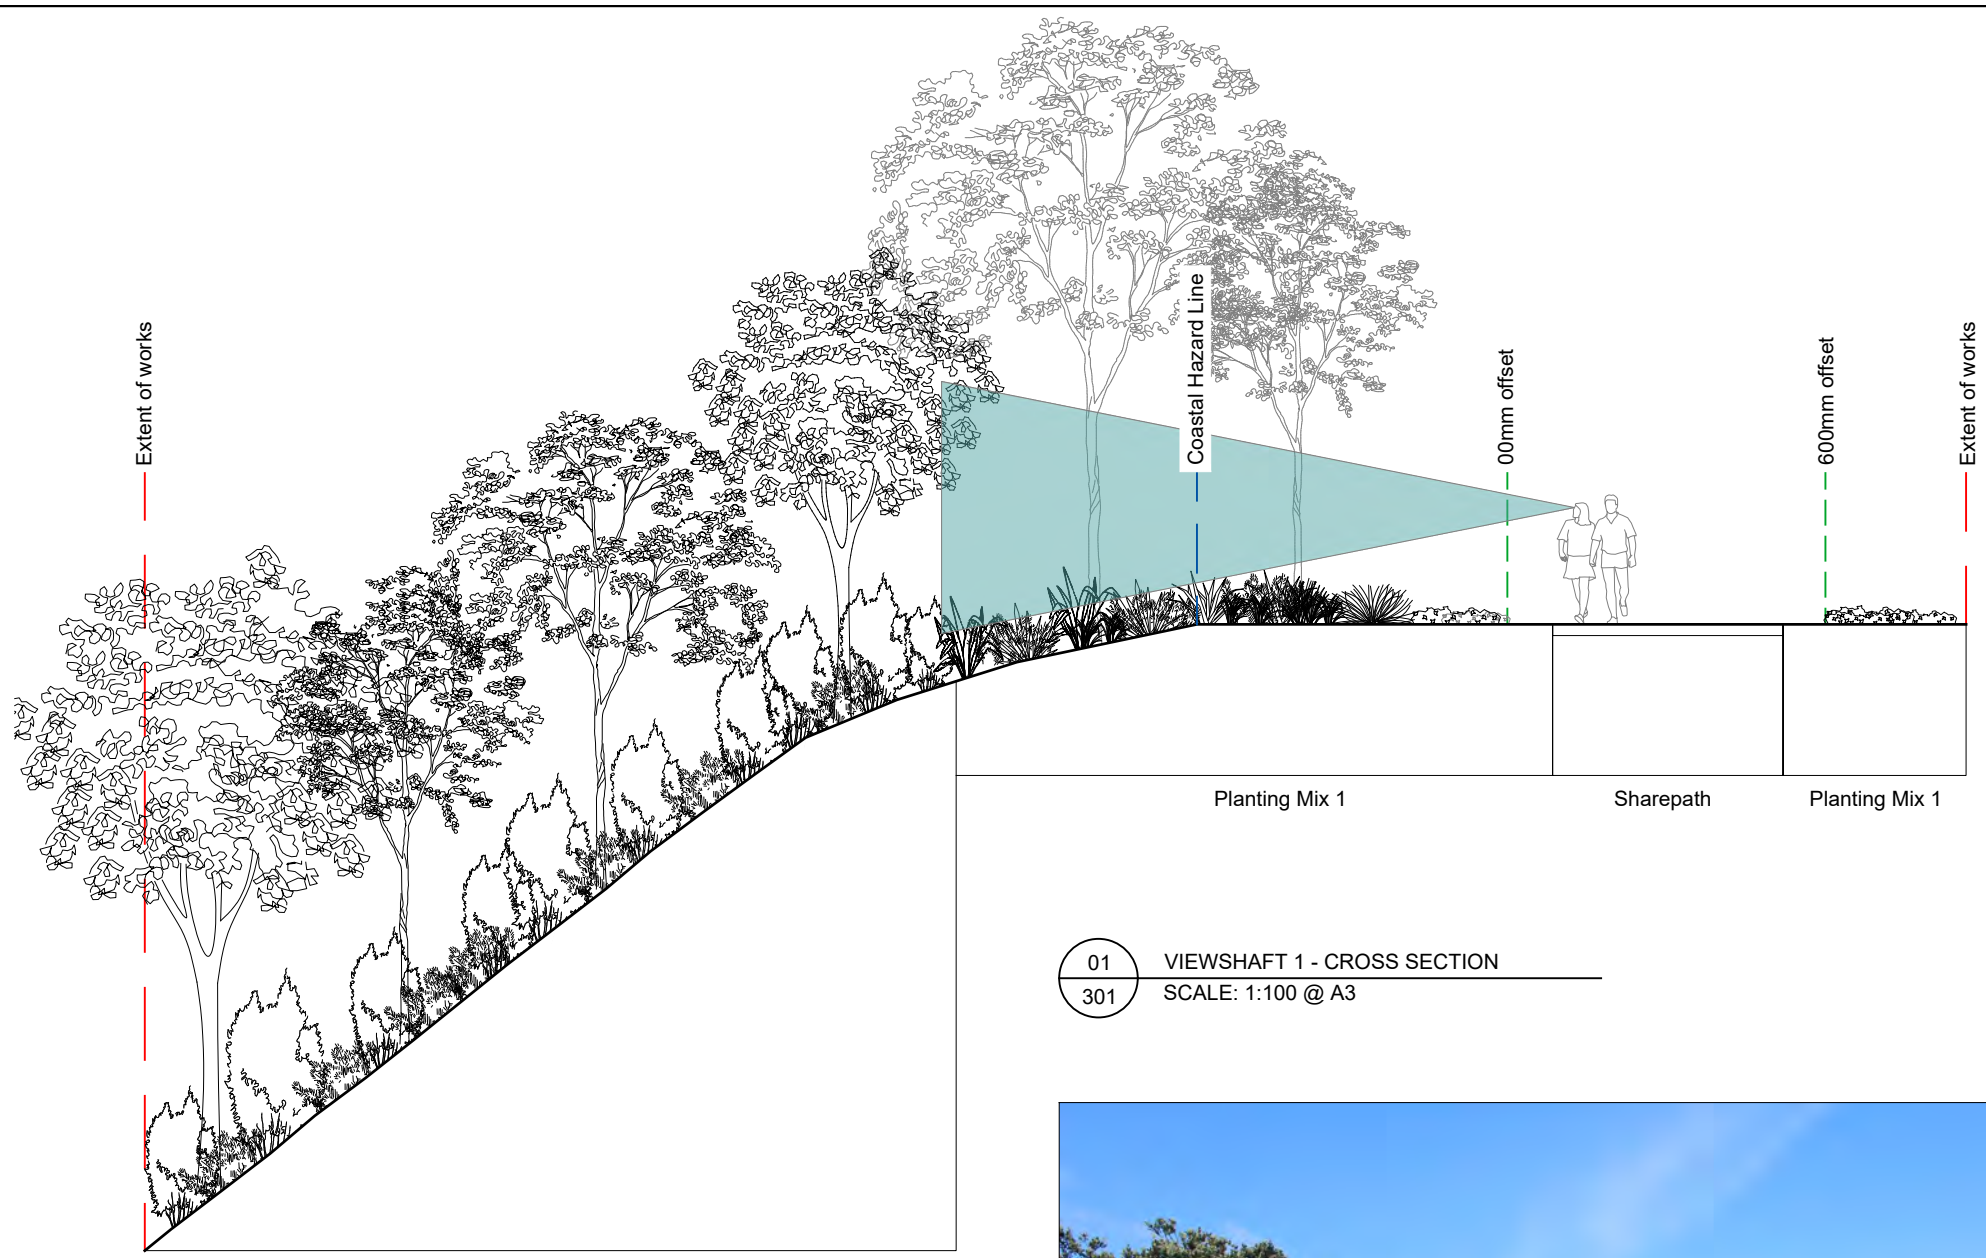 Extent of works
Coastal Hazard Line
00mm offset
600mm offset
Extent of works
Planting Mix 1
Sharepath
Planting Mix 1
01
VIEWSHAFT 1 - CROSS SECTION
301
SCALE: 1:100 @ A3